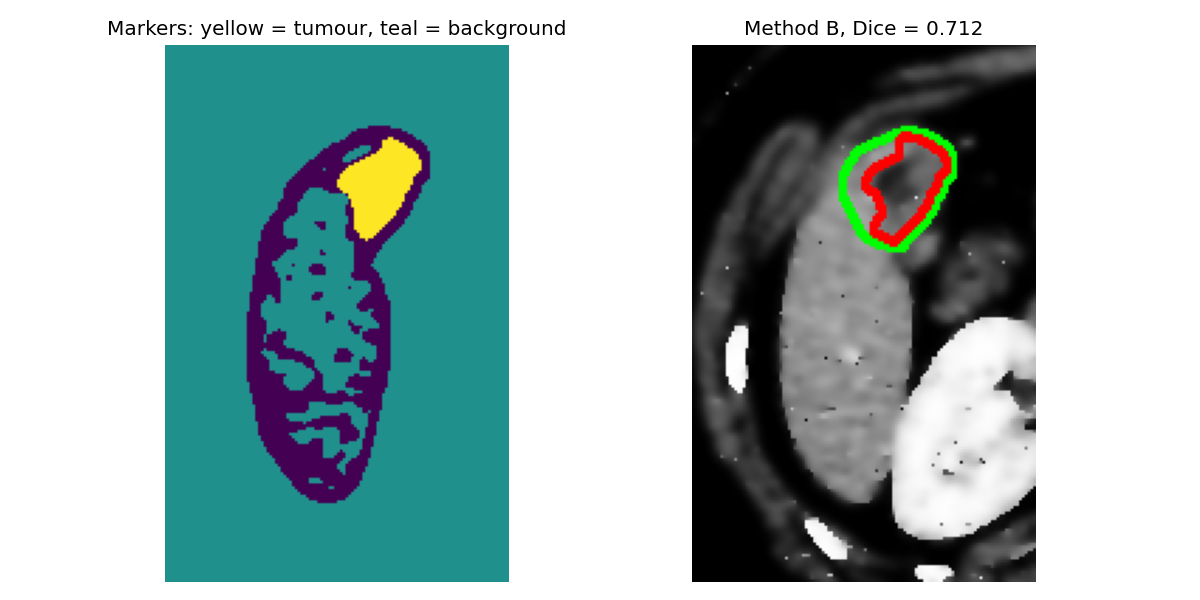 Markers: yellow = tumour, teal = background
Method B, Dice = 0.712